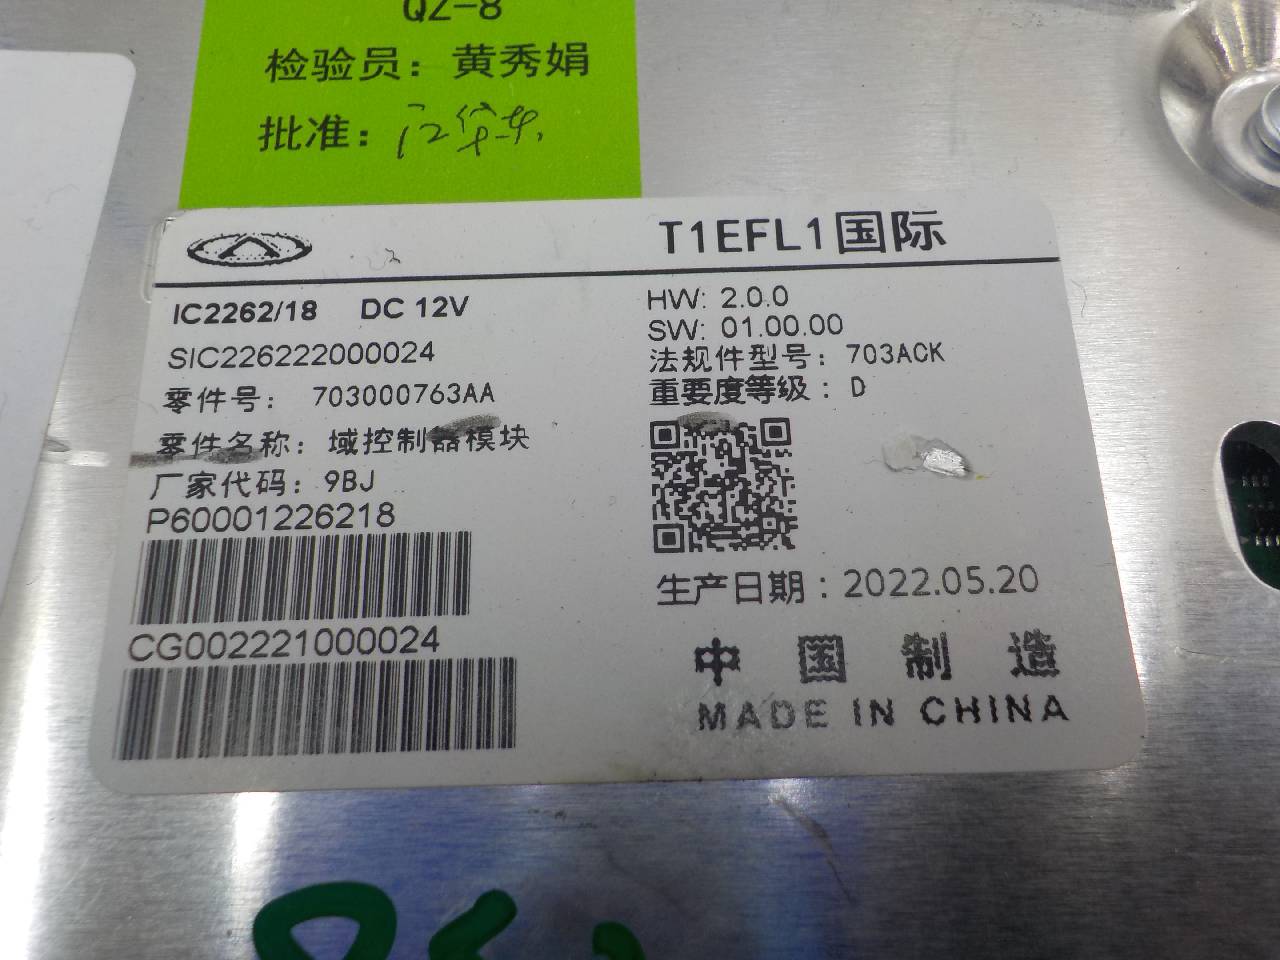 QZ-8
检验员：黄秀娟
批准：
T1EFL1国际
IC2262/18 DC 12V
SIC226222000024
零件号：703000763AA
零件名称：域控制器模块
厂家代码：9BJ
P60001226218
CG002221000024
HW: 2.0.0
SW: 01.00.00
法规件型号：703ACK
重要度等级：D
生产日期：2022.05.20
中国制造
MADE IN CHINA